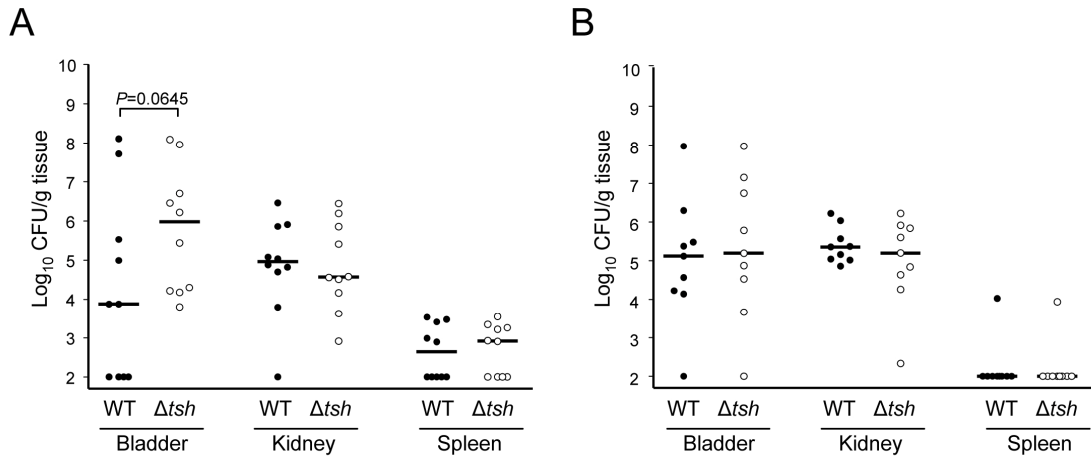 A
B
Log10 CFU/g tissue
10
9
8
7
6
5
4
3
2
P=0.0645
WT Δtsh WT Δtsh WT Δtsh
Bladder Kidney Spleen
Log10 CFU/g tissue
10
9
8
7
6
5
4
3
2
WT Δtsh WT Δtsh WT Δtsh
Bladder Kidney Spleen